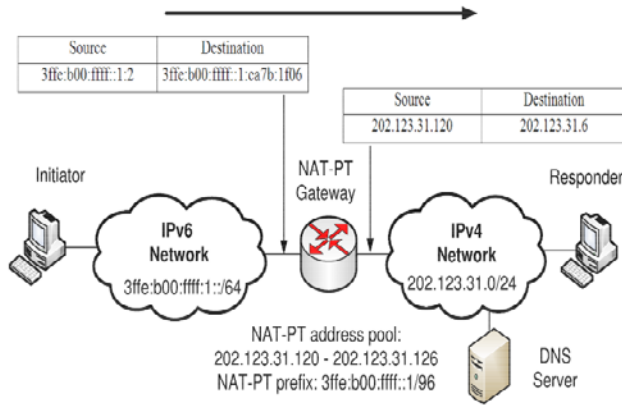 Source Destination
3ffe:b00:ffff::1:2 3ffe:b00:ffff::1:ca7b:1f06
Source Destination
202.123.31.120 202.123.31.6
Initiator
NAT-PT
Gateway
Responder
IPv6
Network
3ffe:b00:ffff:1::/64
IPv4
Network
202.123.31.0/24
NAT-PT address pool:
202.123.31.120 - 202.123.31.126
NAT-PT prefix: 3ffe:b00:ffff::1/96
DNS
Server